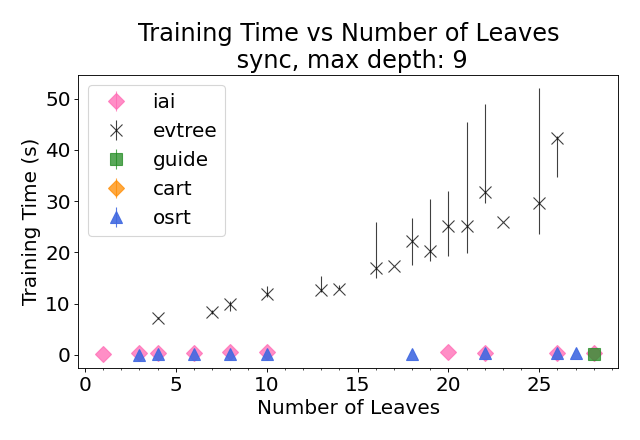 Training Time vs Number of Leaves
sync, max depth: 9
Training Time (s)
50
40
30
20
10
0
iai
evtree
guide
cart
osrt
0 5 10 15 20 25
Number of Leaves